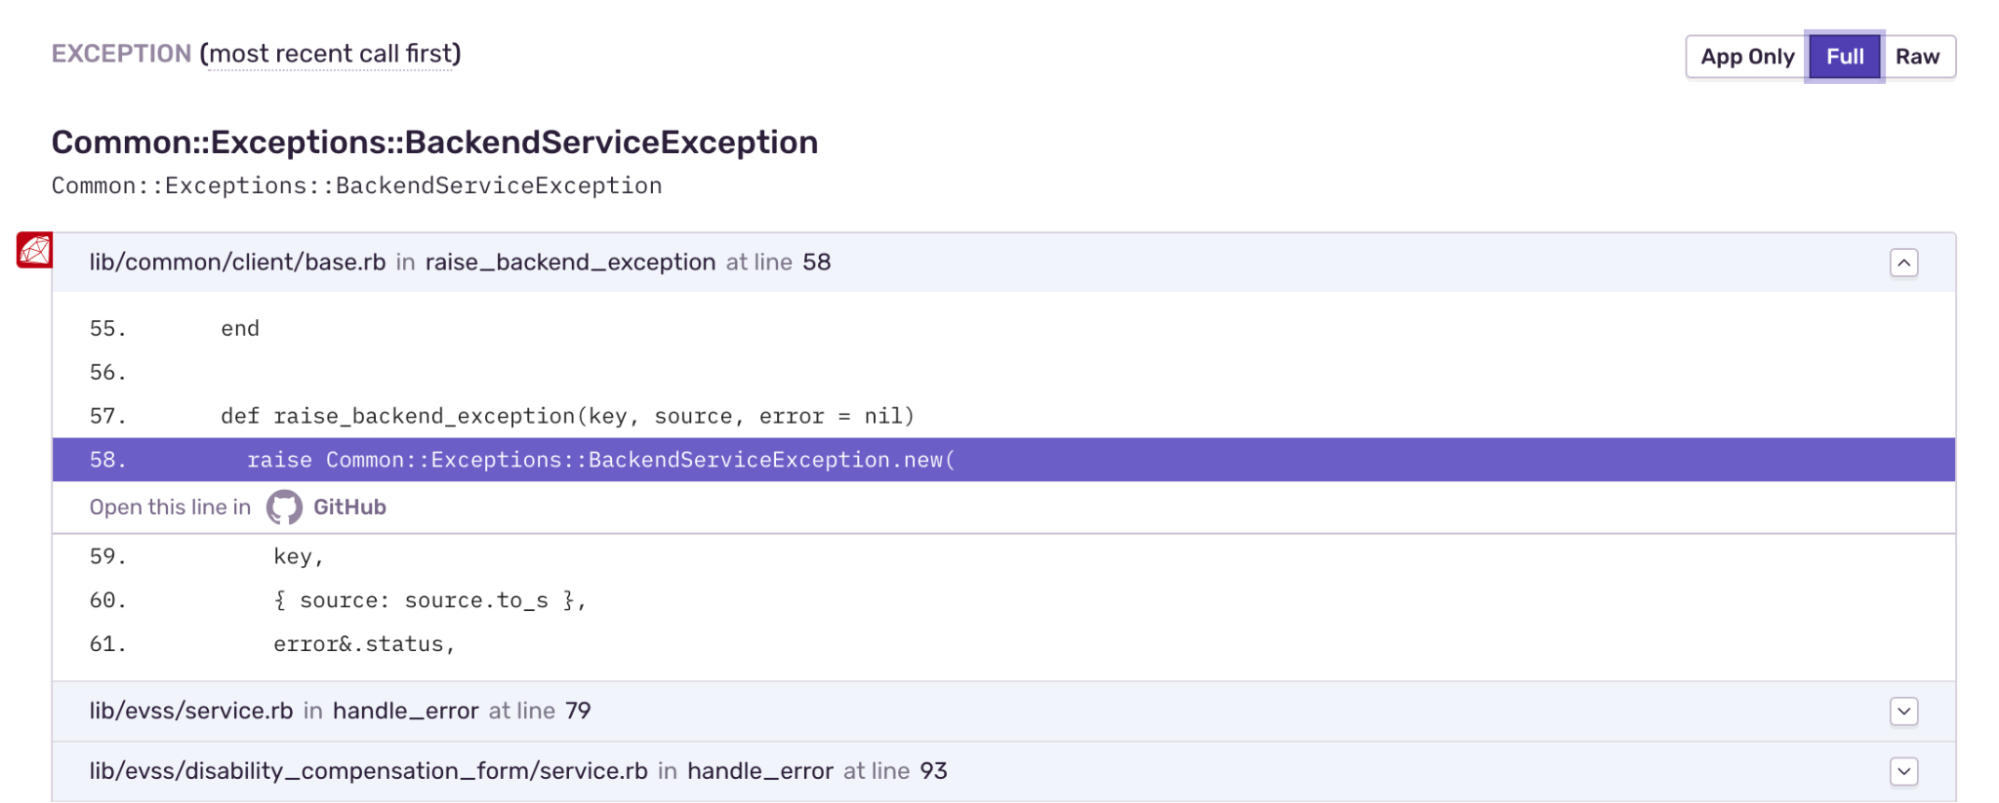 EXCEPTION (most recent call first)
App Only Full Raw
Common::Exceptions::BackendServiceException
Common::Exceptions::BackendServiceException
lib/common/client/base.rb in raise_backend_exception at line 58
55. end
56.
57. def raise_backend_exception(key, source, error = nil)
58. raise Common::Exceptions::BackendServiceException.new(
Open this line in GitHub
59. key,
60. { source: source.to_s },
61. error&.status,
lib/evss/service.rb in handle_error at line 79
lib/evss/disability_compensation_form/service.rb in handle_error at line 93